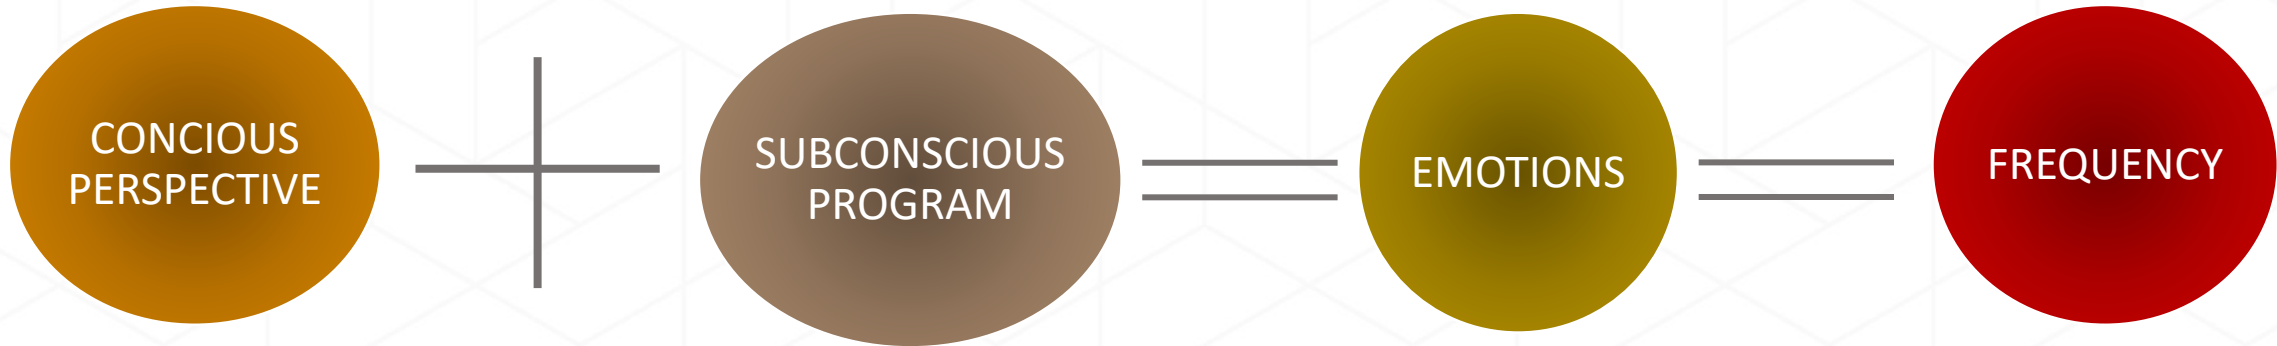 CONCIOUS
PERSPECTIVE
SUBCONSCIOUS
PROGRAM
EMOTIONS
FREQUENCY